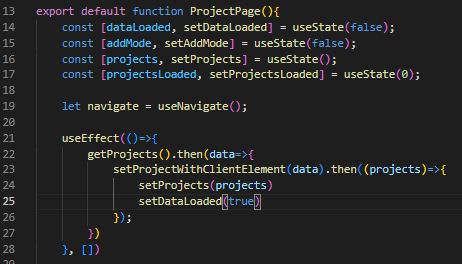 13 export default function ProjectPage(){
14     const [dataLoaded, setDataLoaded] = useState(false);
15     const [addMode, setAddMode] = useState(false);
16     const [projects, setProjects] = useState();
17     const [projectsLoaded, setProjectsLoaded] = useState(0);
18
19     let navigate = useNavigate();
20
21     useEffect(()=>{
22         getProjects().then(data=>{
23             setProjectWithClientElement(data).then((projects)=>{
24                 setProjects(projects)
25                 setDataLoaded(true)
26             });
27         })
28     }, [])